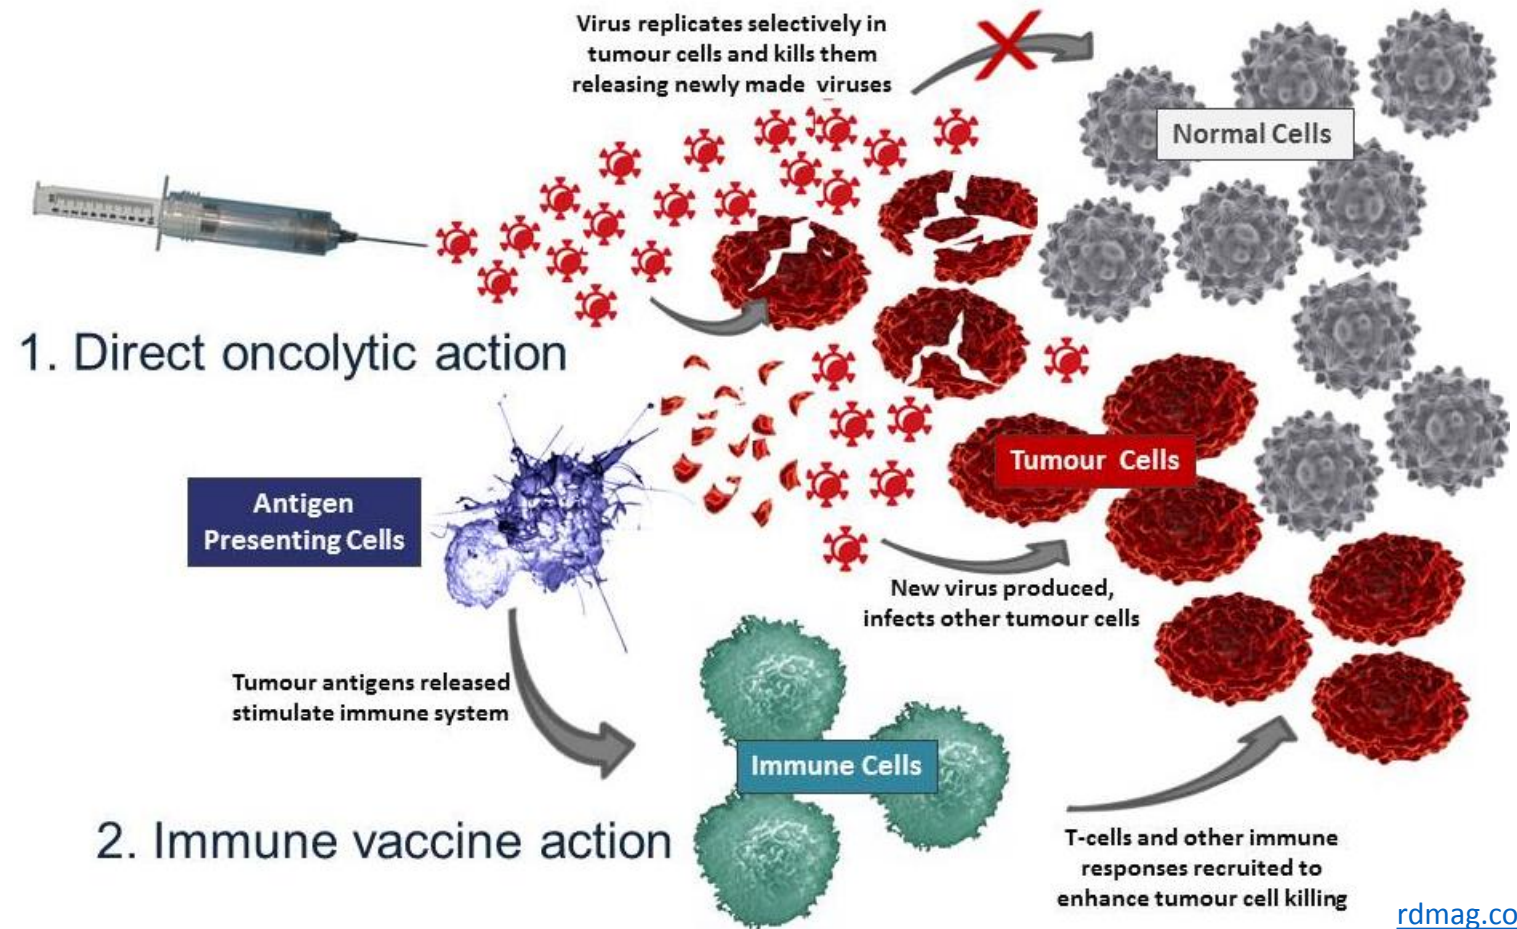 Virus replicates selectively in
tumour cells and kills them
releasing newly made viruses
Normal Cells
1. Direct oncolytic action
Tumour Cells
Antigen
Presenting Cells
New virus produced,
infects other tumour cells
Tumour antigens released
stimulate immune system
Immune Cells
2. Immune vaccine action
T-cells and other immune
responses recruited to
enhance tumour cell killing
rdmag.co